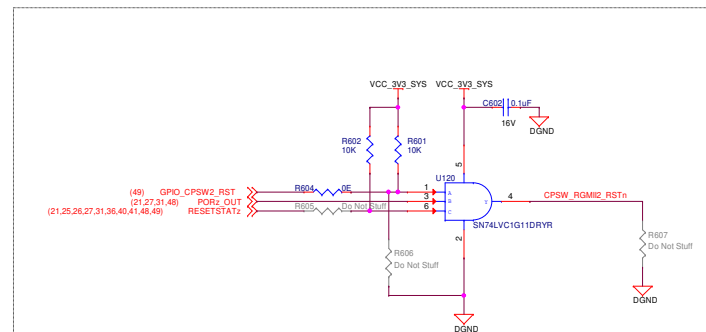 VCC_3V3_SYS
VCC_3V3_SYS
C602
0.1uF
16V
DGND
R602
10K
R601
10K
U120
5
(49) GPIO_CPSW2_RST
R604
0E
1
A
(21,27,31,48) PORz_OUT
3
B
Y
4
CPSW_RGMII2_RSTn
(21,25,26,27,31,36,40,41,48,49) RESETSTATz
R605
Do Not Stuff
6
C
SN74LVC1G11DRYR
2
R606
Do Not Stuff
R607
Do Not Stuff
DGND
DGND